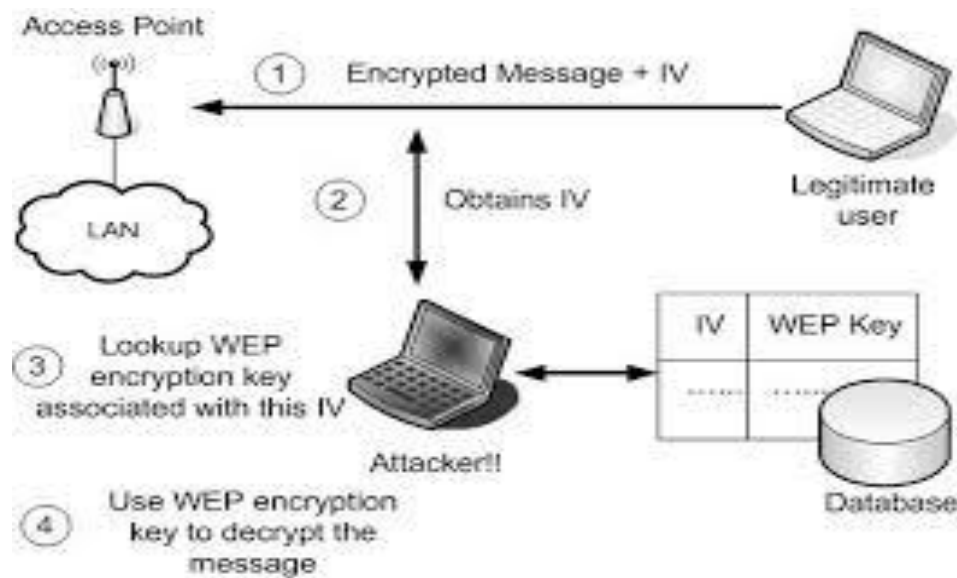 Access Point
1
Encrypted Message + IV
Legitimate
user
2
Obtains IV
LAN
IV
WEP Key
3
Lookup WEP
encryption key
associated with this IV
...... ........
Attacker!!
Database
4
Use WEP encryption
key to decrypt the
message